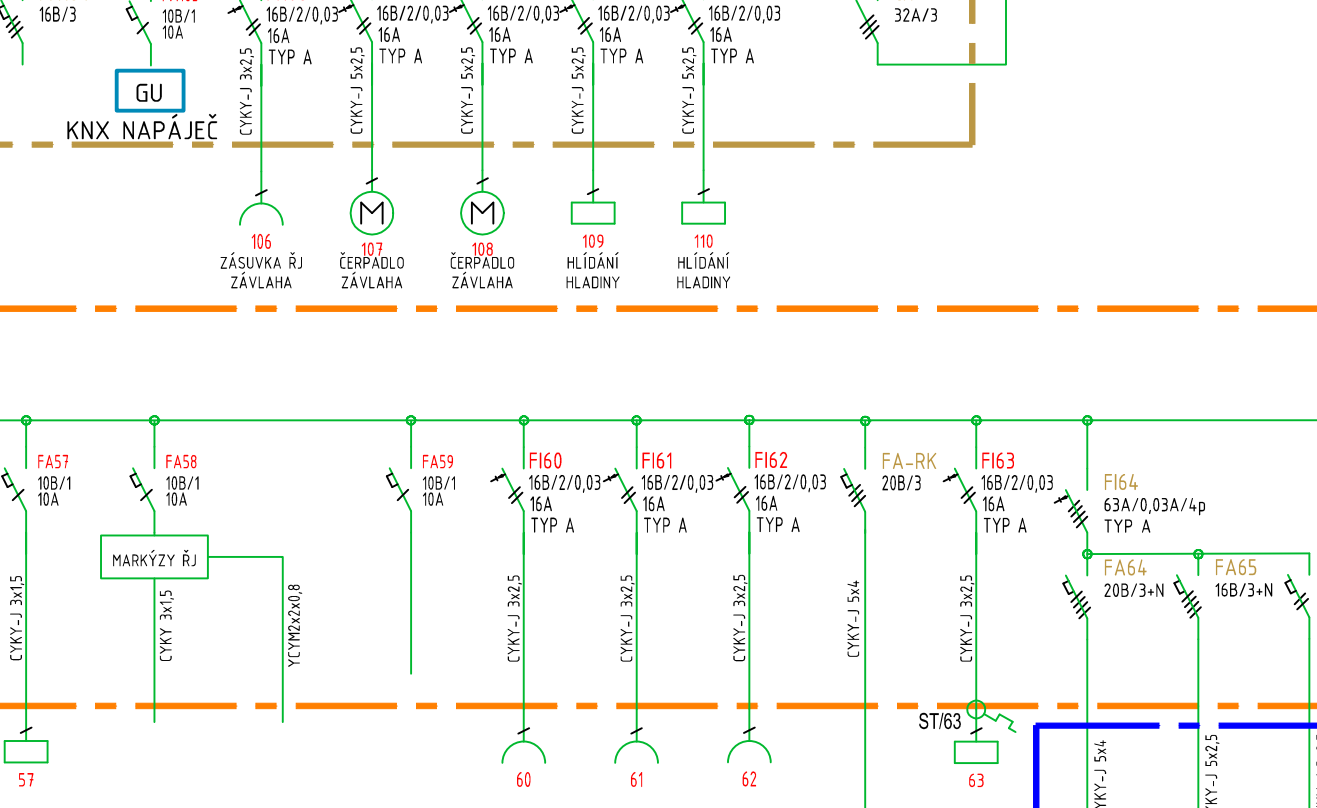 16B/3
10B/1
10A
16B/2/0,03
16A
TYP A
16B/2/0,03
16A
TYP A
16B/2/0,03
16A
TYP A
16B/2/0,03
16A
TYP A
16B/2/0,03
16A
TYP A
32A/3
GU
KNX NAPÁJEČ
CYKY-J 3x2,5
CYKY-J 5x2,5
CYKY-J 5x2,5
CYKY-J 5x2,5
CYKY-J 5x2,5
M
M
106
ZÁSUVKA ŘJ
ZÁVLAHA
107
ČERPADLO
ZÁVLAHA
108
ČERPADLO
ZÁVLAHA
109
HLÍDÁNÍ
HLADINY
110
HLÍDÁNÍ
HLADINY
FA57
10B/1
10A
FA58
10B/1
10A
FA59
10B/1
10A
FI60
16B/2/0,03
16A
TYP A
FI61
16B/2/0,03
16A
TYP A
FI62
16B/2/0,03
16A
TYP A
FA-RK
20B/3
FI63
16B/2/0,03
16A
TYP A
FI64
63A/0,03A/4p
TYP A
FA64
20B/3+N
FA65
16B/3+N
MARKÝZY ŘJ
CYKY-J 3x1,5
CYKY 3x1,5
YCYM2x2x0,8
CYKY-J 3x2,5
CYKY-J 3x2,5
CYKY-J 3x2,5
CYKY-J 5x4
CYKY-J 3x2,5
ST/63
57
60
61
62
63
YKY-J 5x4
YKY-J 5x2,5